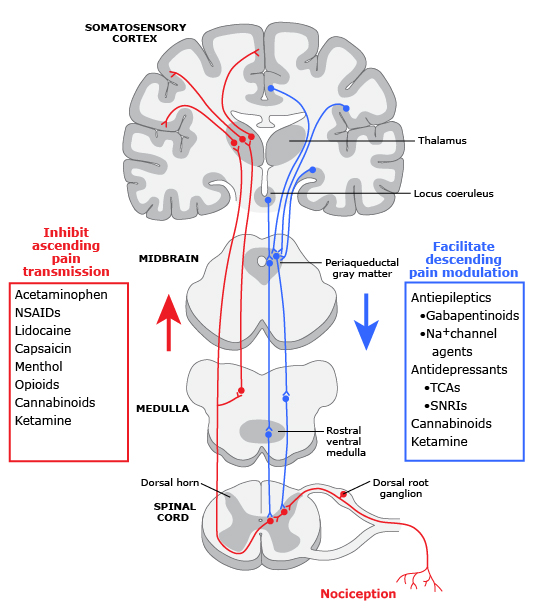 SOMATOSENSORY
CORTEX
Thalamus
Locus coeruleus
Inhibit
ascending
pain
transmission
Acetaminophen
NSAIDs
Lidocaine
Capsaicin
Menthol
Opioids
Cannabinoids
Ketamine
MIDBRAIN
Periaqueductal
gray matter
Facilitate
descending
pain modulation
Antiepileptics
•Gabapentinoids
•Na+channel
agents
Antidepressants
•TCAs
•SNRIs
Cannabinoids
Ketamine
MEDULLA
Rostral
ventral
medulla
Dorsal horn
SPINAL
CORD
Dorsal root
ganglion
Nociception